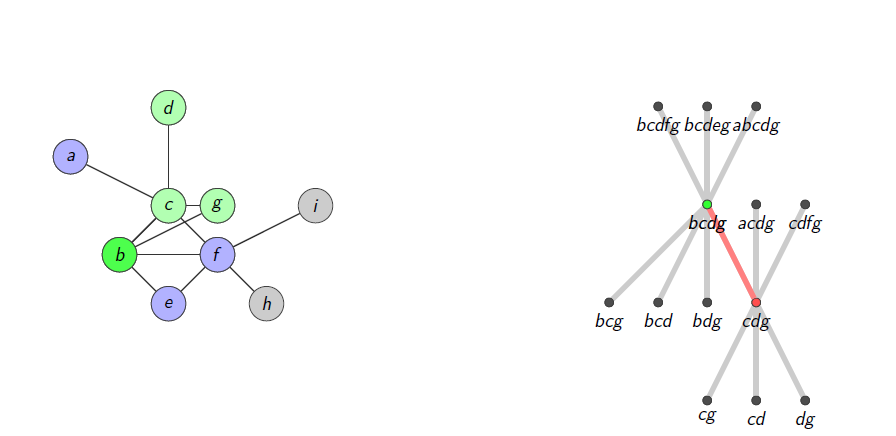 d
a
c g i
b f
e h
bcdfg bcdeg abcdg
bcdg acdg cdfg
bcg bcd bdg cdg
cg cd dg